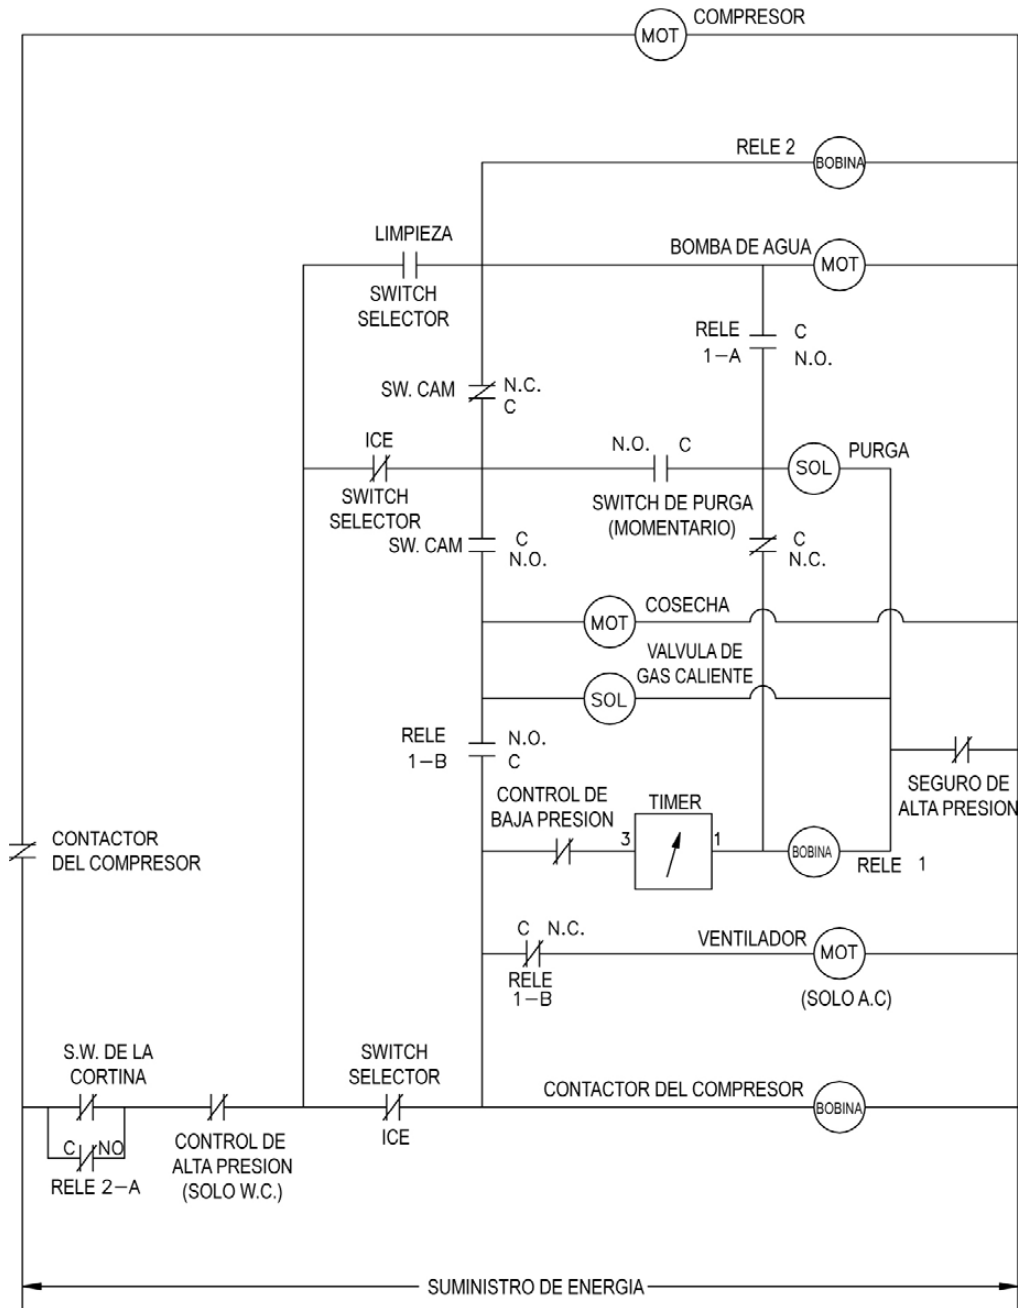 COMPRESOR
MOT
RELE 2
BOBINA
LIMPIEZA
SWITCH
SELECTOR
BOMBA DE AGUA
MOT
RELE
1-A
C
N.O.
SW. CAM
N.C.
C
ICE
SWITCH
SELECTOR
N.O.
C
SWITCH DE PURGA
(MOMENTARIO)
SOL
PURGA
SW. CAM
C
N.O.
C
N.C.
MOT
COSECHA
VALVULA DE
GAS CALIENTE
SOL
RELE
1-B
N.O.
C
SEGURO DE
ALTA PRESION
CONTROL DE
BAJA PRESION
TIMER
3
1
BOBINA
RELE 1
CONTACTOR
DEL COMPRESOR
C N.C.
RELE
1-B
VENTILADOR
MOT
(SOLO A.C)
S.W. DE LA
CORTINA
C NO
RELE 2-A
CONTROL DE
ALTA PRESION
(SOLO W.C.)
SWITCH
SELECTOR
ICE
CONTACTOR DEL COMPRESOR
BOBINA
SUMINISTRO DE ENERGIA